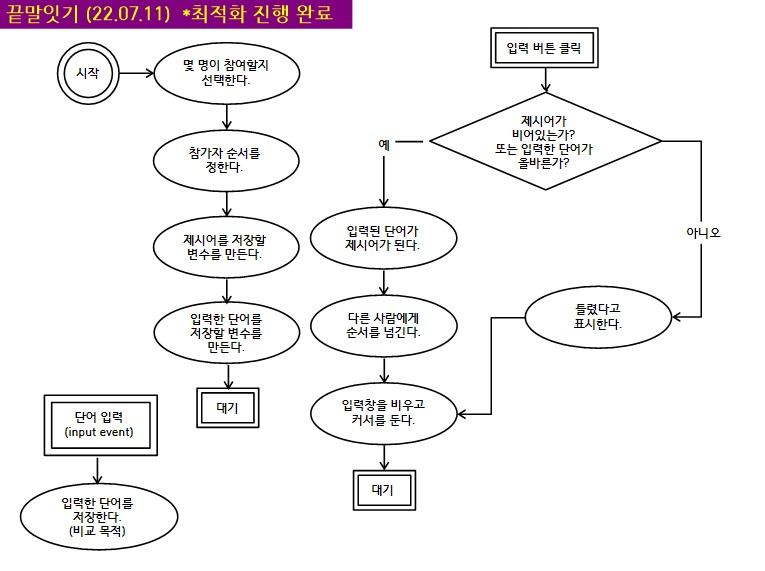 끝말잇기 (22.07.11) *최적화 진행 완료
시작
몇 명이 참여할지
선택한다.
참가자 순서를
정한다.
제시어를 저장할
변수를 만든다.
입력한 단어를
저장할 변수를
만든다.
대기
단어 입력
(input event)
입력한 단어를
저장한다.
(비교 목적)
입력 버튼 클릭
제시어가
비어있는가?
또는 입력한 단어가
올바른가?
예
입력된 단어가
제시어가 된다.
다른 사람에게
순서를 넘긴다.
입력창을 비우고
커서를 둔다.
대기
아니오
틀렸다고
표시한다.